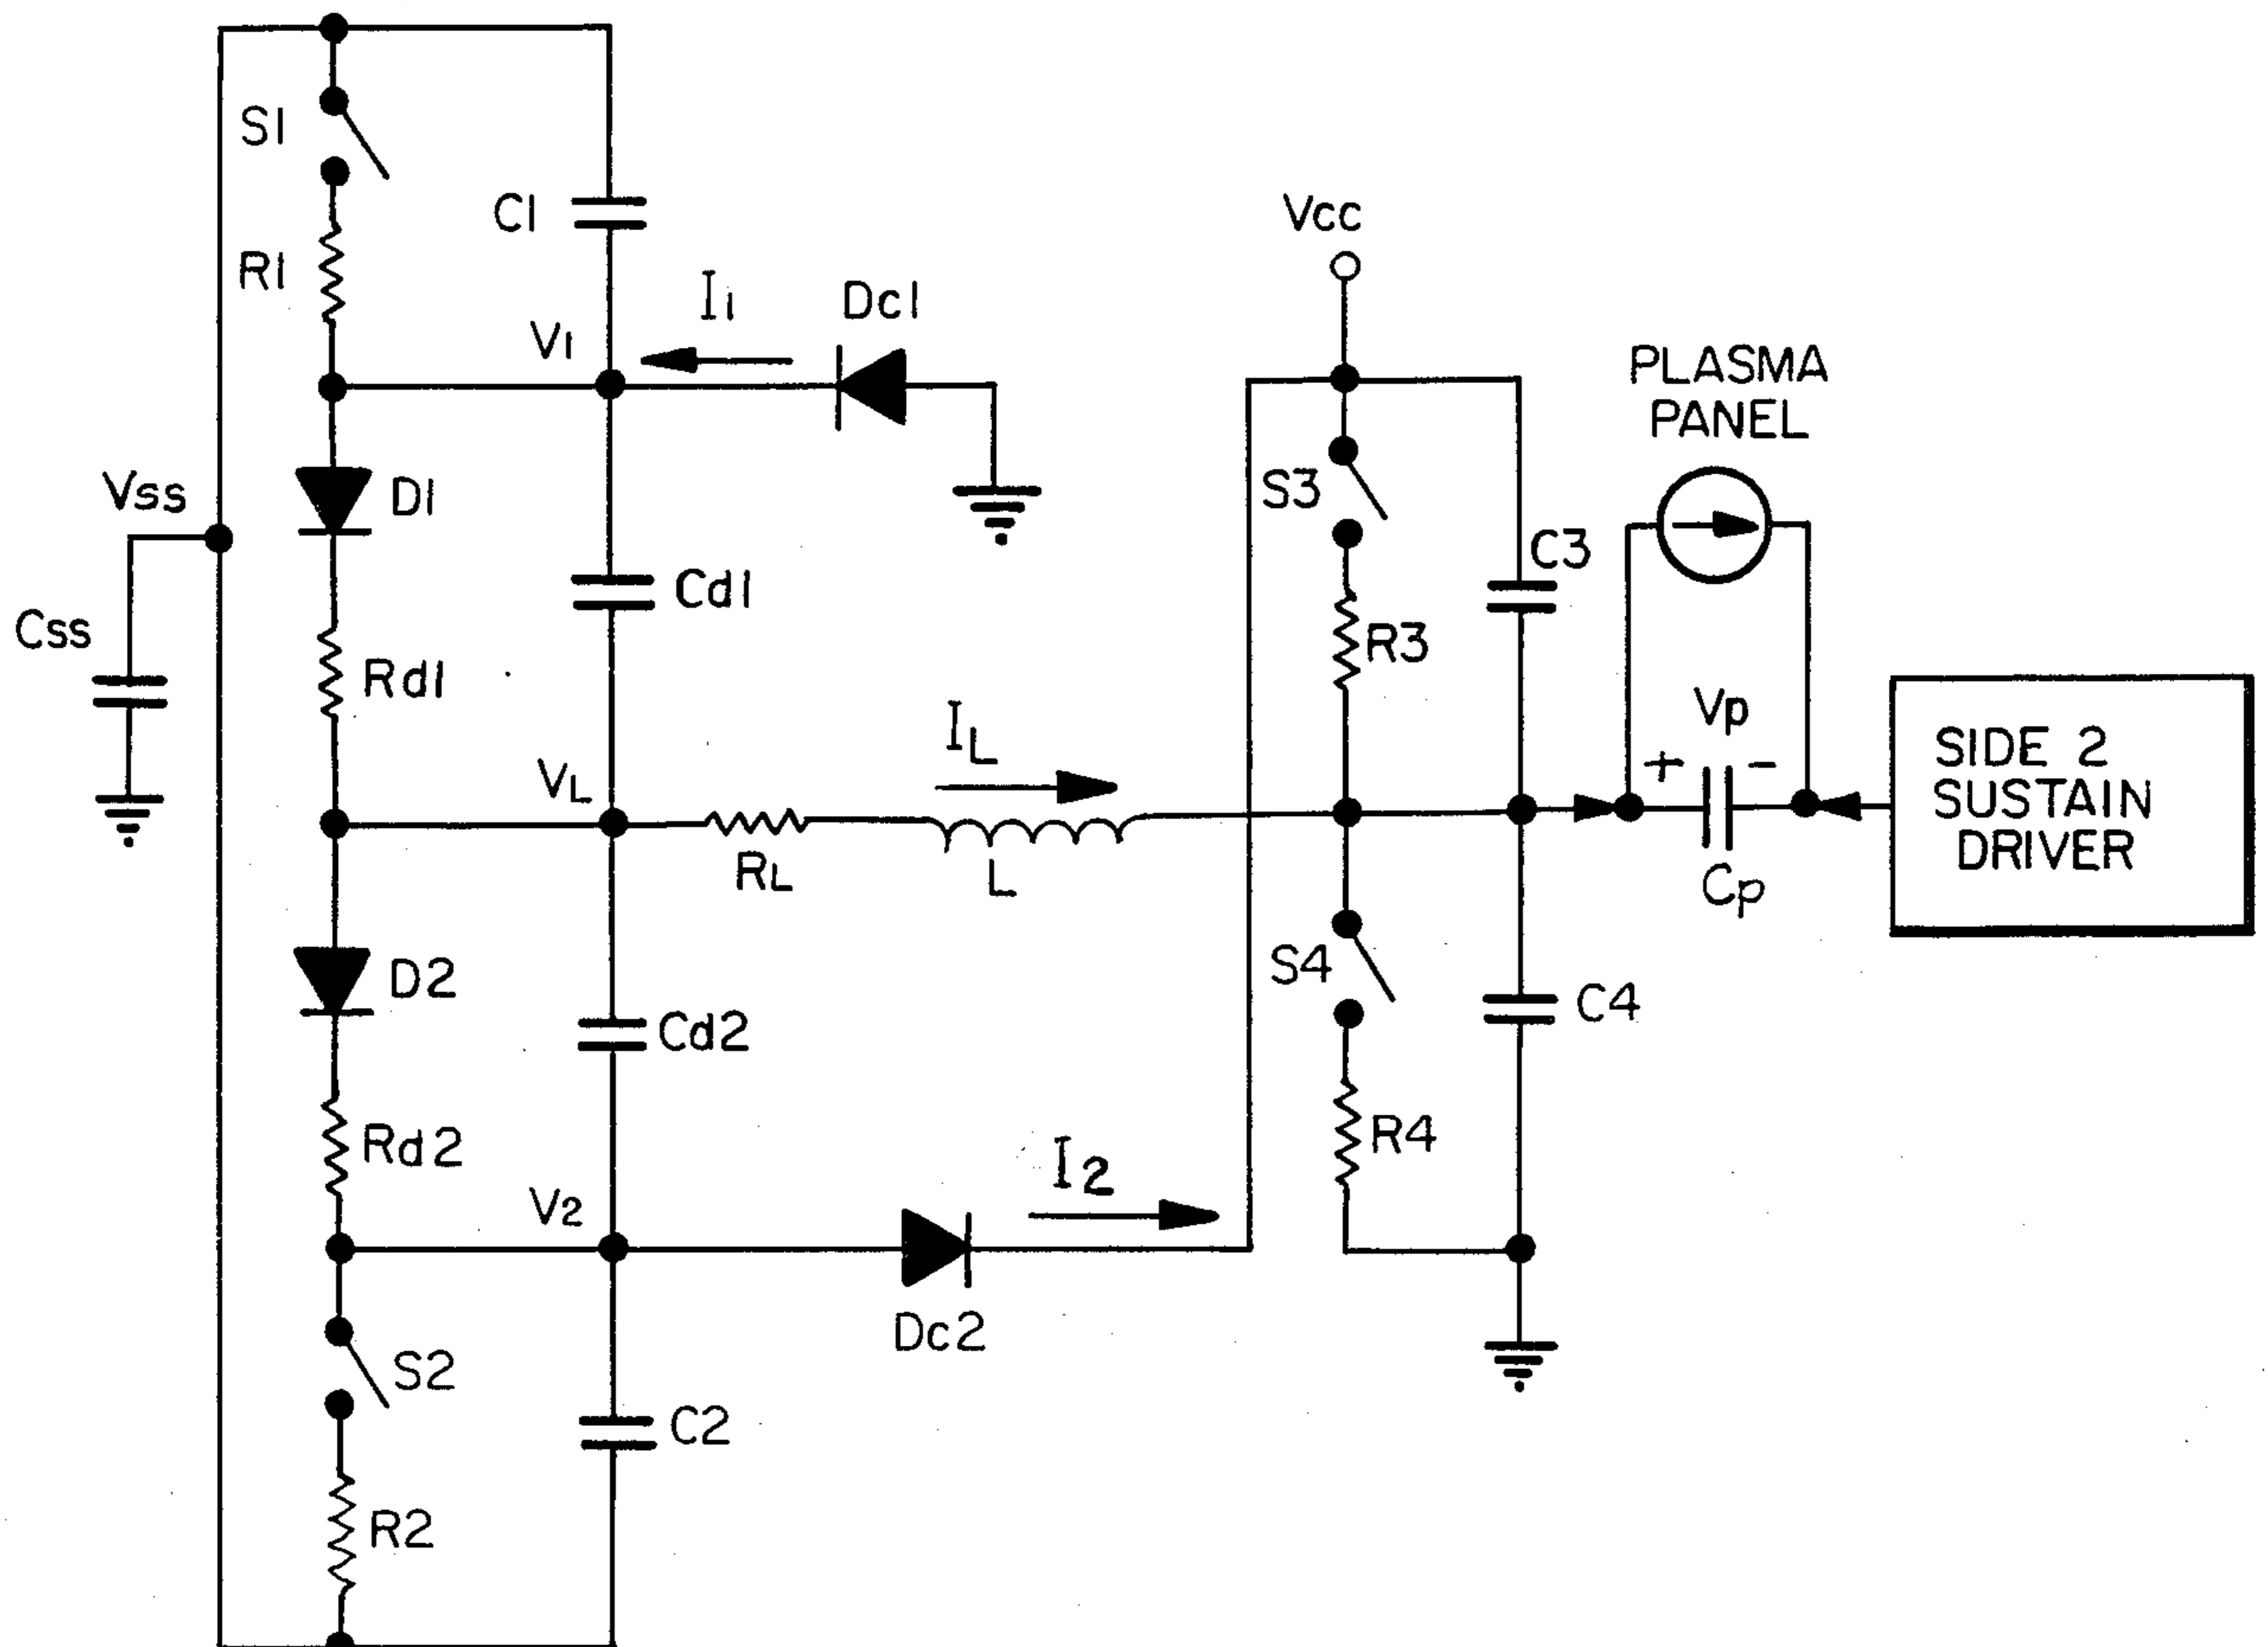 S1
R1
C1
V1
I1
Dc1
Vcc
PLASMA
PANEL
Vss
D1
Css
Cd1
Rd1
S3
R3
C3
VL
IL
RL
L
Vp
+
-
Cp
SIDE 2
SUSTAIN
DRIVER
D2
Cd2
Rd2
S4
C4
R4
V2
I2
Dc2
S2
C2
R2